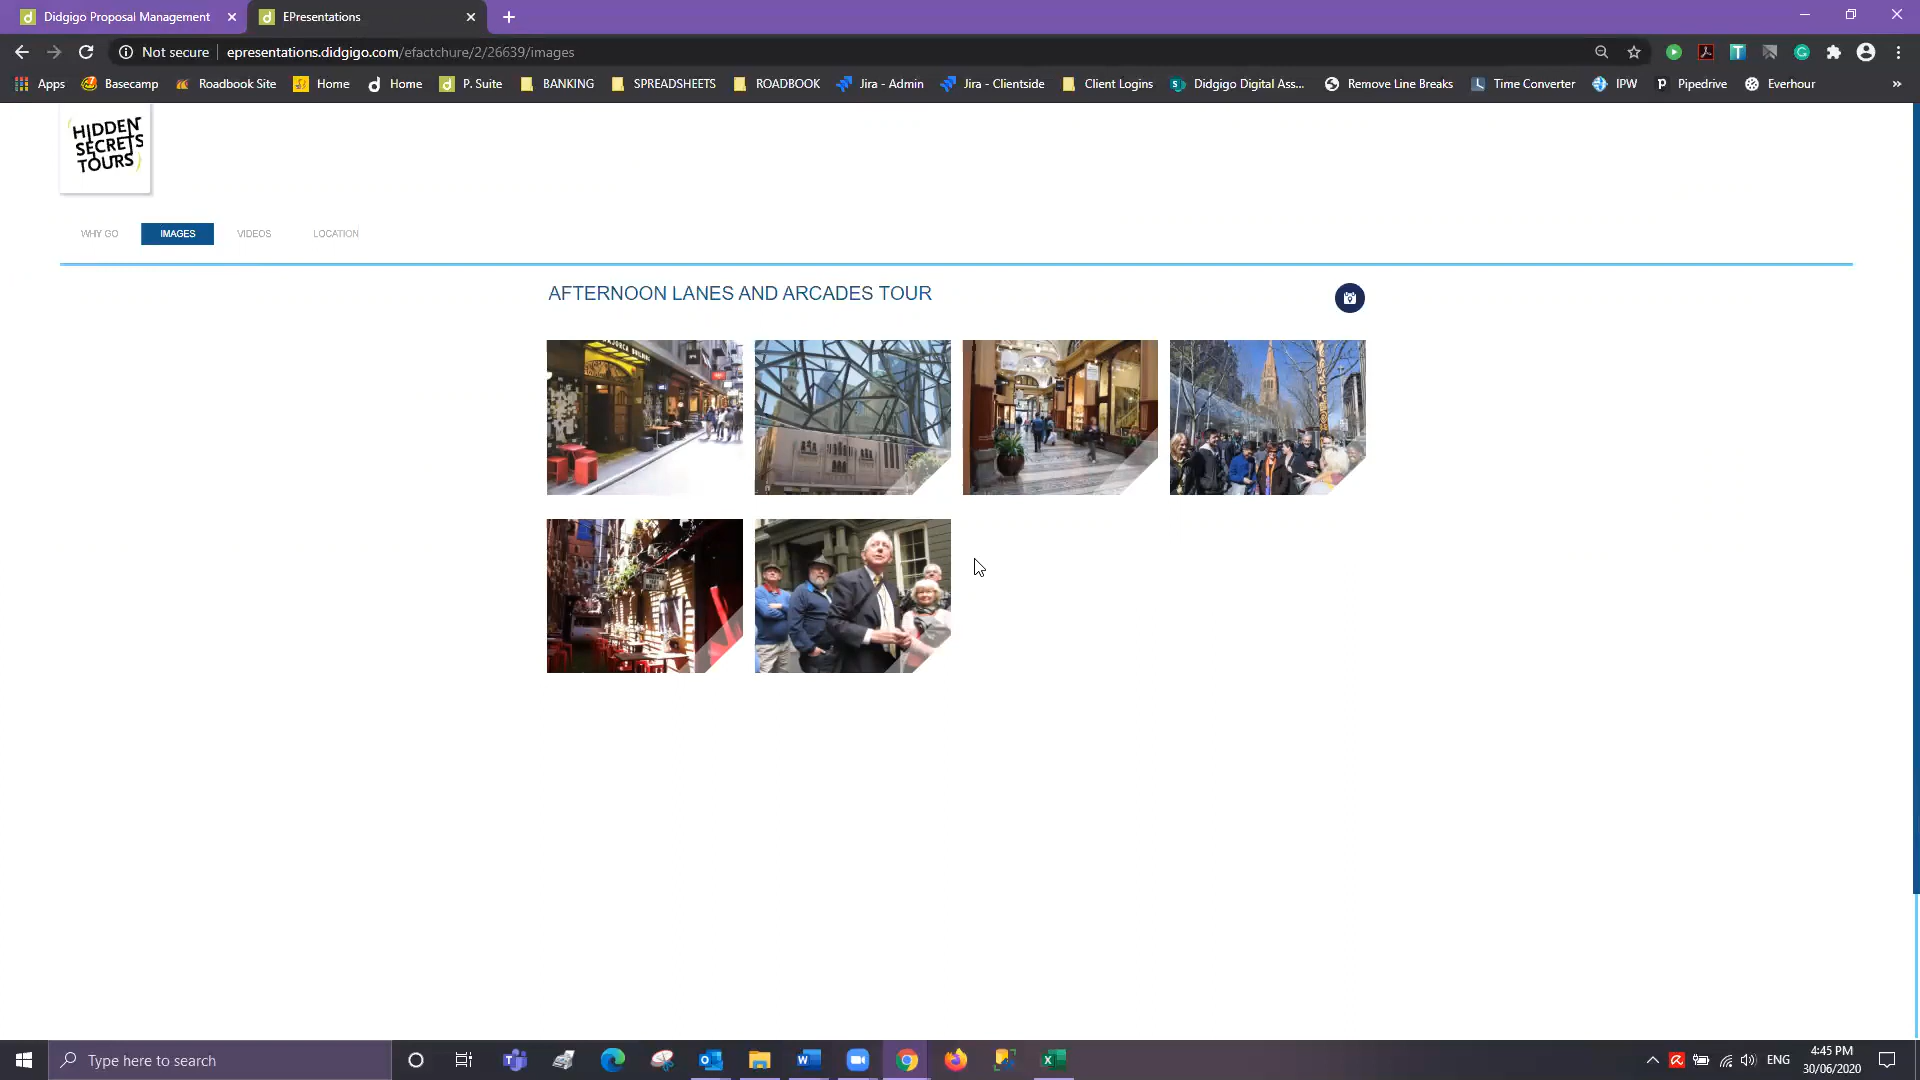 Didgigo Proposal Management
EPresentations
Not secure
epresentations.didgigo.com/efactchure/2/26639/images
Apps
Basecamp
Roadbook Site
Home
Home
P. Suite
BANKING
SPREADSHEETS
ROADBOOK
Jira - Admin
Jira - Clientside
Client Logins
Didgigo Digital Ass...
Remove Line Breaks
Time Converter
IPW
Pipedrive
Everhour
HIDDEN
SECRETS
TOURS
WHY GO
IMAGES
VIDEOS
LOCATION
AFTERNOON LANES AND ARCADES TOUR
Type here to search
ENG
4:45 PM
30/06/2020